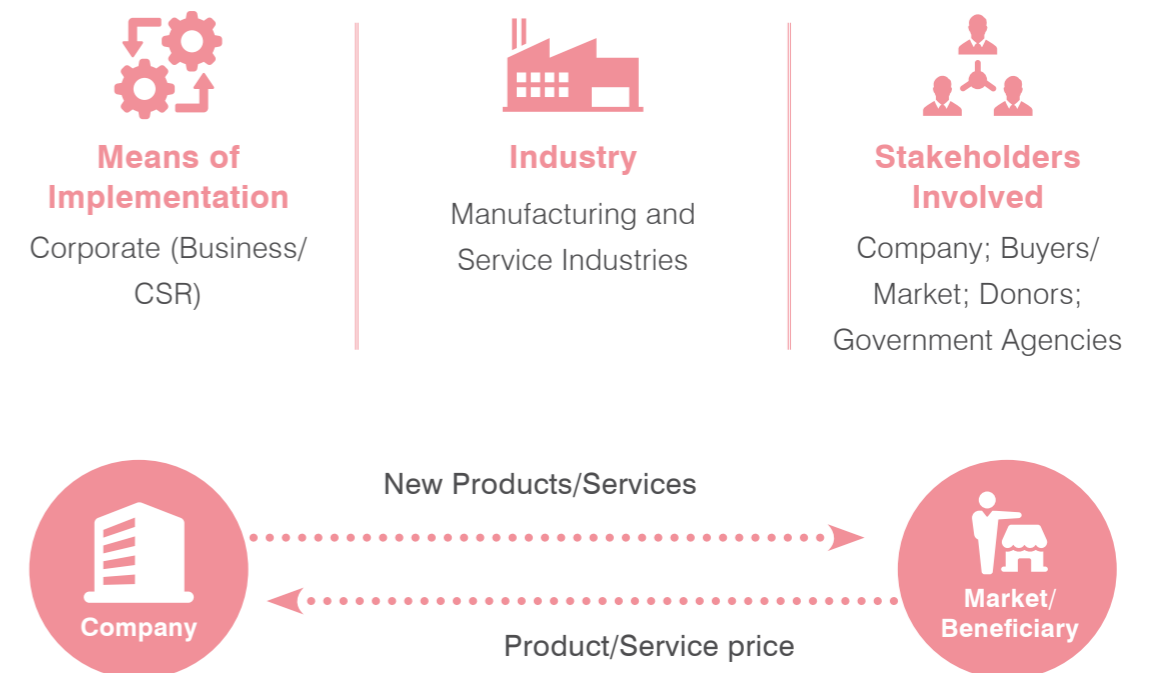 Means of
Implementation
Corporate (Business/
CSR)
Industry
Manufacturing and
Service Industries
Stakeholders
Involved
Company; Buyers/
Market; Donors;
Government Agencies
New Products/Services
Company
Market/
Beneficiary
Product/Service price